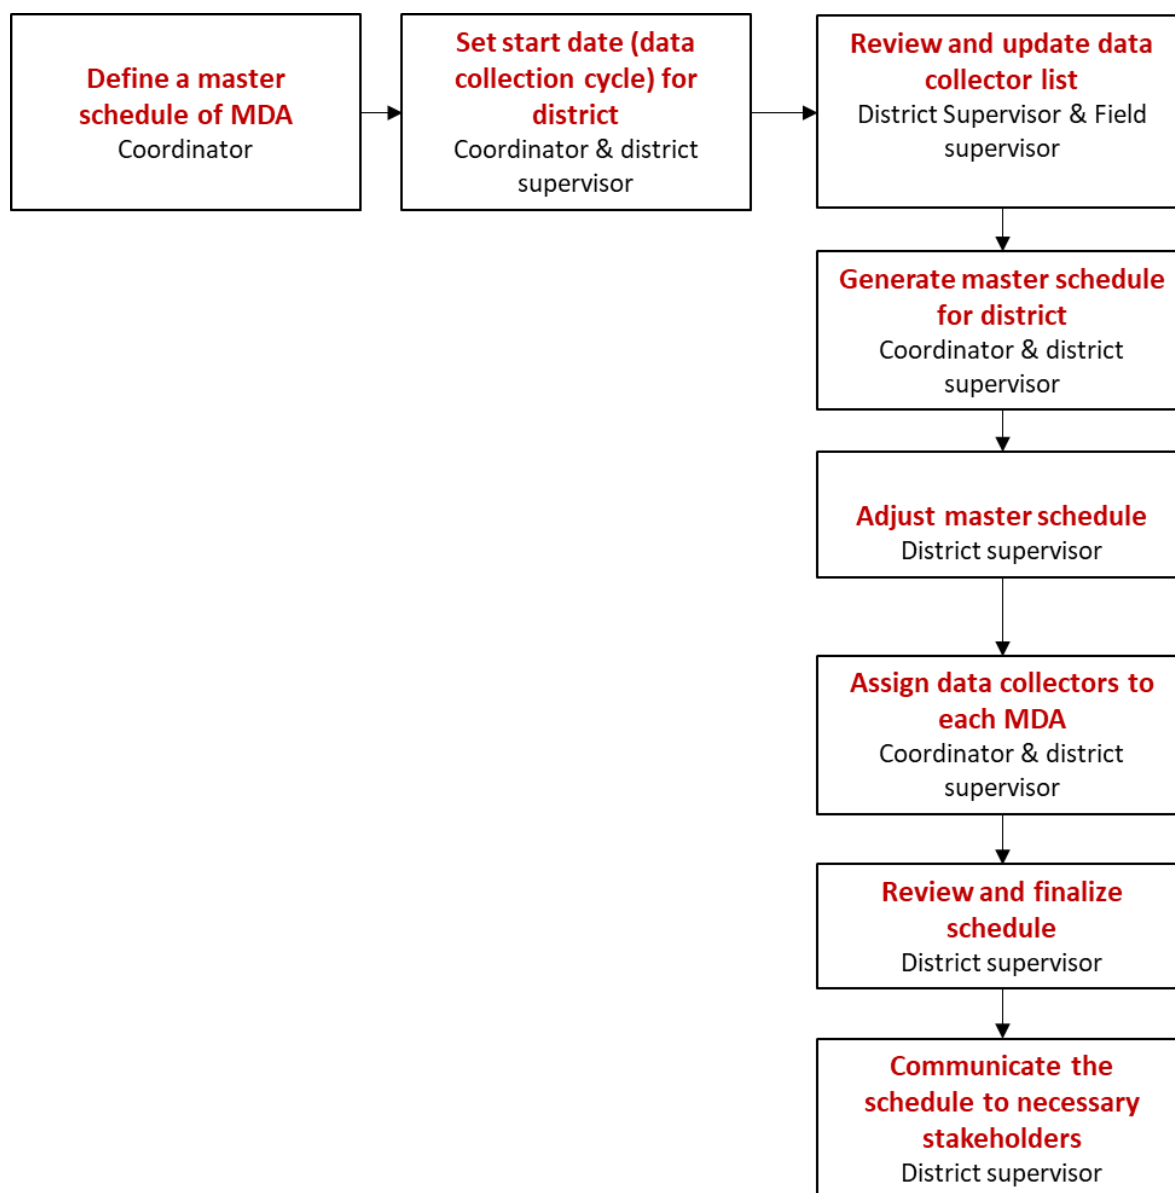 Define a master
schedule of MDA
Coordinator
Set start date (data
collection cycle) for
district
Coordinator & district
supervisor
Review and update data
collector list
District Supervisor & Field
supervisor
Generate master schedule
for district
Coordinator & district
supervisor
Adjust master schedule
District supervisor
Assign data collectors to
each MDA
Coordinator & district
supervisor
Review and finalize
schedule
District supervisor
Communicate the
schedule to necessary
stakeholders
District supervisor